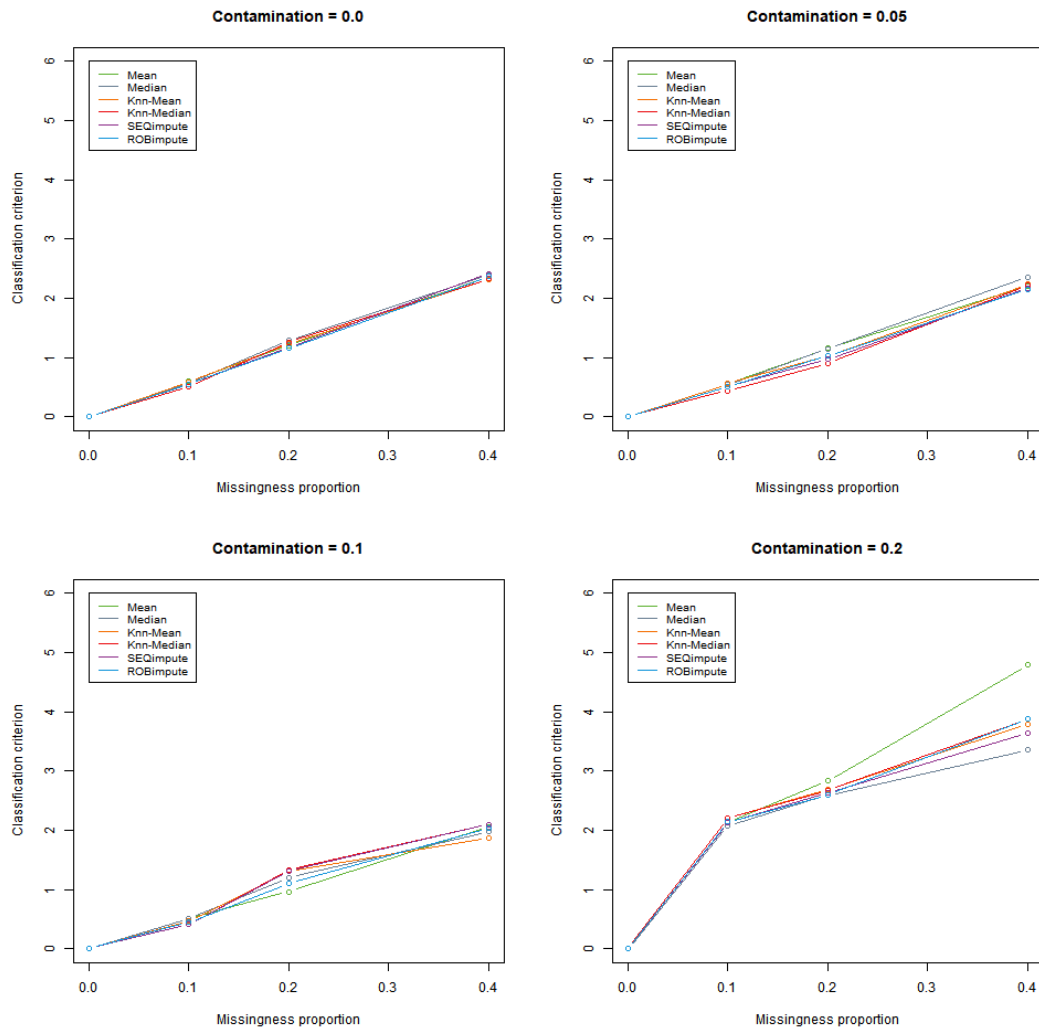 Contamination = 0.0
6
5
4
3
2
1
0
Classification criterion
Mean
Median
Knn-Mean
Knn-Median
SEQimpute
ROBimpute
0.0 0.1 0.2 0.3 0.4
Missingness proportion
Contamination = 0.05
6
5
4
3
2
1
0
Classification criterion
Mean
Median
Knn-Mean
Knn-Median
SEQimpute
ROBimpute
0.0 0.1 0.2 0.3 0.4
Missingness proportion
Contamination = 0.1
6
5
4
3
2
1
0
Classification criterion
Mean
Median
Knn-Mean
Knn-Median
SEQimpute
ROBimpute
0.0 0.1 0.2 0.3 0.4
Missingness proportion
Contamination = 0.2
6
5
4
3
2
1
0
Classification criterion
Mean
Median
Knn-Mean
Knn-Median
SEQimpute
ROBimpute
0.0 0.1 0.2 0.3 0.4
Missingness proportion